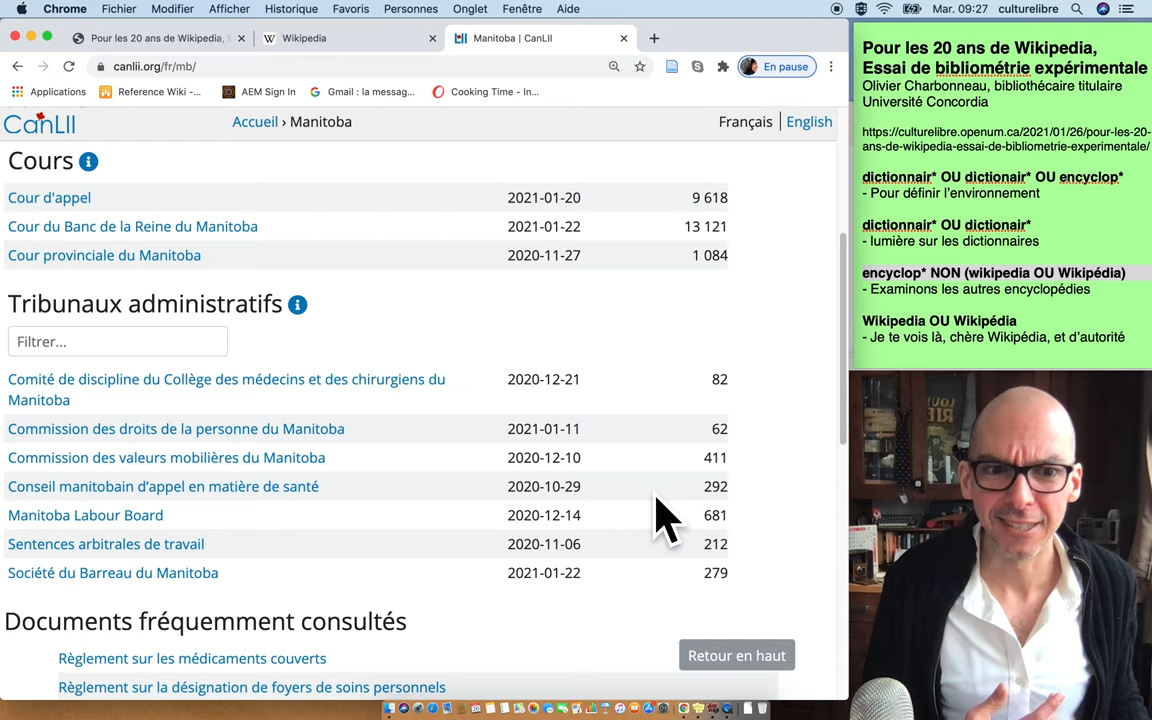 Chrome Fichier Modifier Afficher Historique Favoris Personnes Onglet Fenêtre Aide Mar. 09:27 culturelibre
Pour les 20 ans de Wikipedia, E
Wikipedia
Manitoba | CanLII
canlii.org/fr/mb/
En pause
Applications
Reference Wiki -...
AEM Sign In
Gmail : la messag...
Cooking Time - In...
CanLII
Accueil › Manitoba
Français | English
Cours
Cour d'appel 2021-01-20 9 618
Cour du Banc de la Reine du Manitoba 2021-01-22 13 121
Cour provinciale du Manitoba 2020-11-27 1 084
Tribunaux administratifs
Filtrer...
Comité de discipline du Collège des médecins et des chirurgiens du 2020-12-21 82
Manitoba
Commission des droits de la personne du Manitoba 2021-01-11 62
Commission des valeurs mobilières du Manitoba 2020-12-10 411
Conseil manitobain d'appel en matière de santé 2020-10-29 292
Manitoba Labour Board 2020-12-14 681
Sentences arbitrales de travail 2020-11-06 212
Société du Barreau du Manitoba 2021-01-22 279
Documents fréquemment consultés
Règlement sur les médicaments couverts
Retour en haut
Règlement sur la désignation de foyers de soins personnels
Pour les 20 ans de Wikipedia,
Essai de bibliométrie expérimentale
Olivier Charbonneau, bibliothécaire titulaire
Université Concordia
https://culturelibre.openum.ca/2021/01/26/pour-les-20-
ans-de-wikipedia-essai-de-bibliometrie-experimentale/
dictionnair* OU dictionair* OU encyclop*
- Pour définir l'environnement
dictionnair* OU dictionair*
- lumière sur les dictionnaires
encyclop* NON (wikipedia OU Wikipédia)
- Examinons les autres encyclopédies
Wikipedia OU Wikipédia
- Je te vois là, chère Wikipédia, et d'autorité